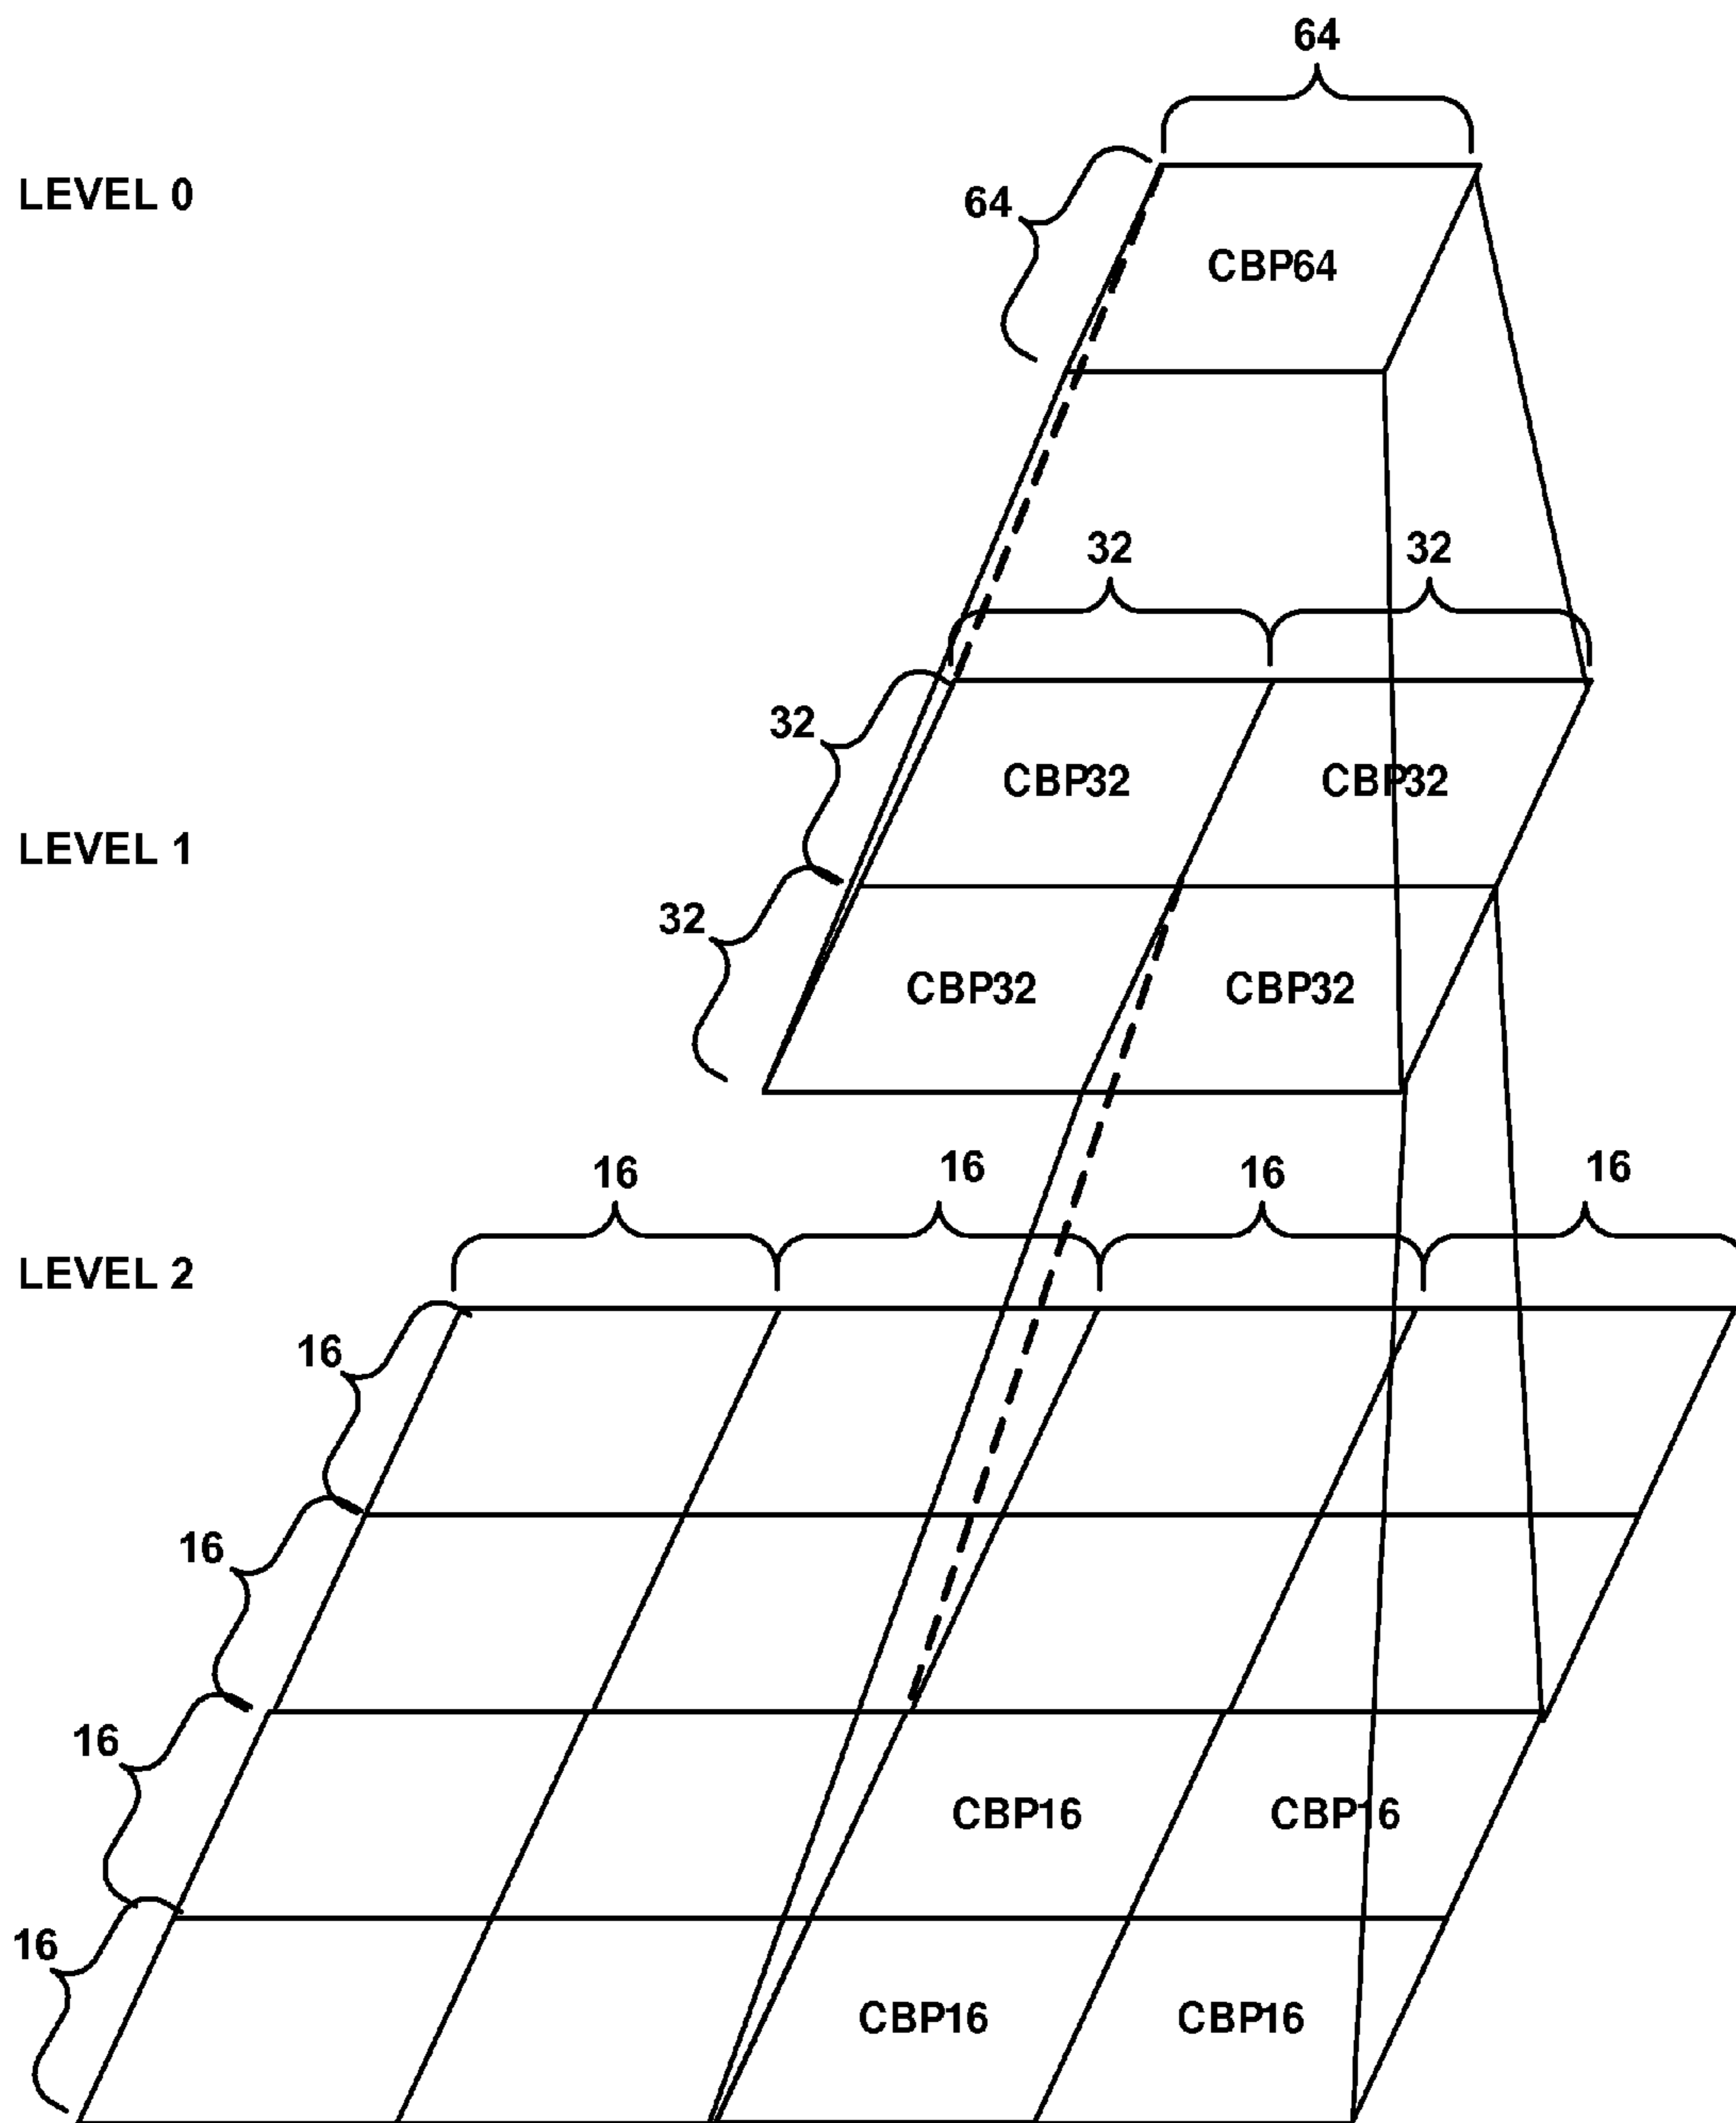 64
LEVEL 0
64
CBP64
32 32
32
CBP32 CBP32
LEVEL 1
32
CBP32 CBP32
16 16 16 16
LEVEL 2
16
16
16
CBP16 CBP16
16
CBP16 CBP16